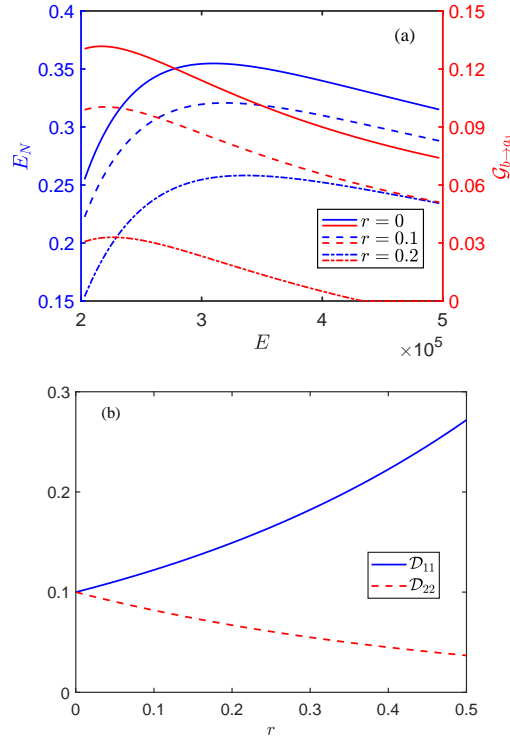 (a)
0.4
0.35
0.3
0.25
0.2
0.15
E_N
0.15
0.12
0.09
0.06
0.03
0
𝒢_{b→a_1}
r = 0
r = 0.1
r = 0.2
2 3 4 5
E
×10^5
(b)
0.3
0.2
0.1
0
𝒟_{11}
𝒟_{22}
0 0.1 0.2 0.3 0.4 0.5
r